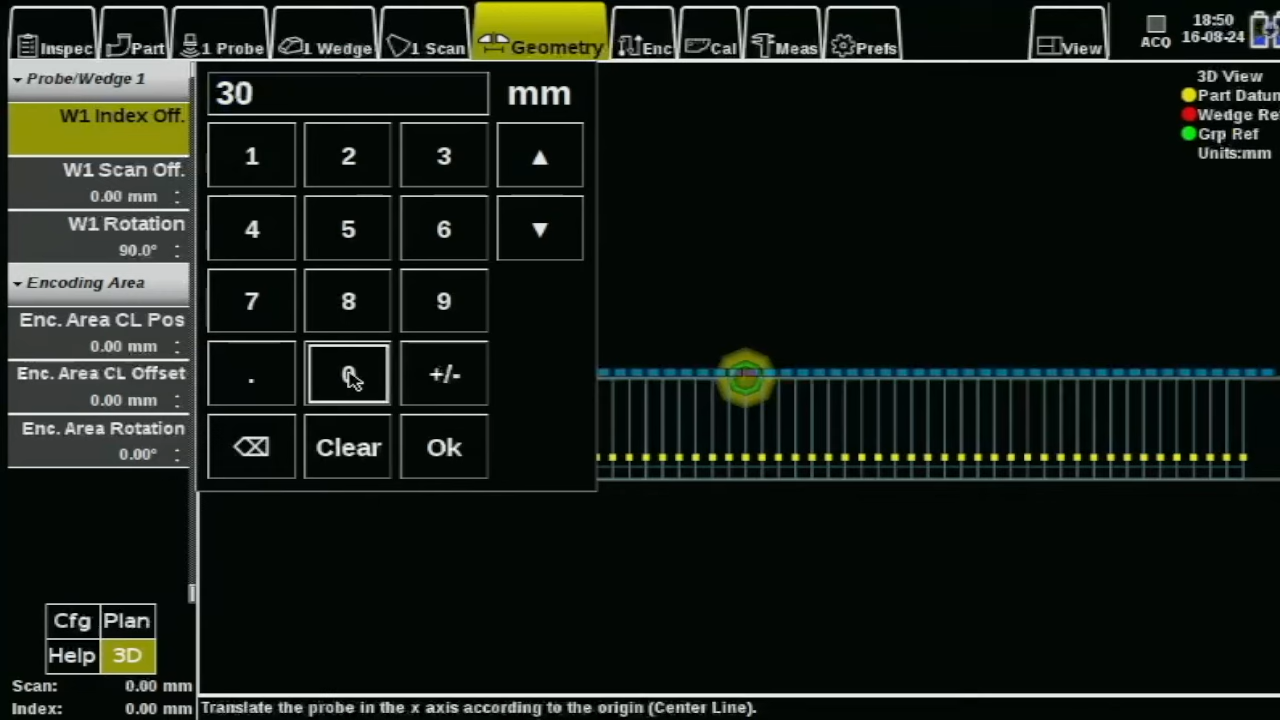 Inspec
Part
1 Probe
1 Wedge
1 Scan
Geometry
Enc
Cal
Meas
Prefs
View
ACQ
18:50
16-08-24
Probe/Wedge 1
W1 Index Off.
W1 Scan Off.
0.00 mm
W1 Rotation
90.0°
Encoding Area
Enc. Area CL Pos
0.00 mm
Enc. Area CL Offset
0.00 mm
Enc. Area Rotation
0.00°
Cfg Plan
Help 3D
Scan: 0.00 mm
Index: 0.00 mm
30 mm
1 2 3 ▲
4 5 6 ▼
7 8 9
. 0 +/-
⌫ Clear Ok
3D View
Part Datum
Wedge Re
Grp Ref
Units:mm
Translate the probe in the x axis according to the origin (Center Line).